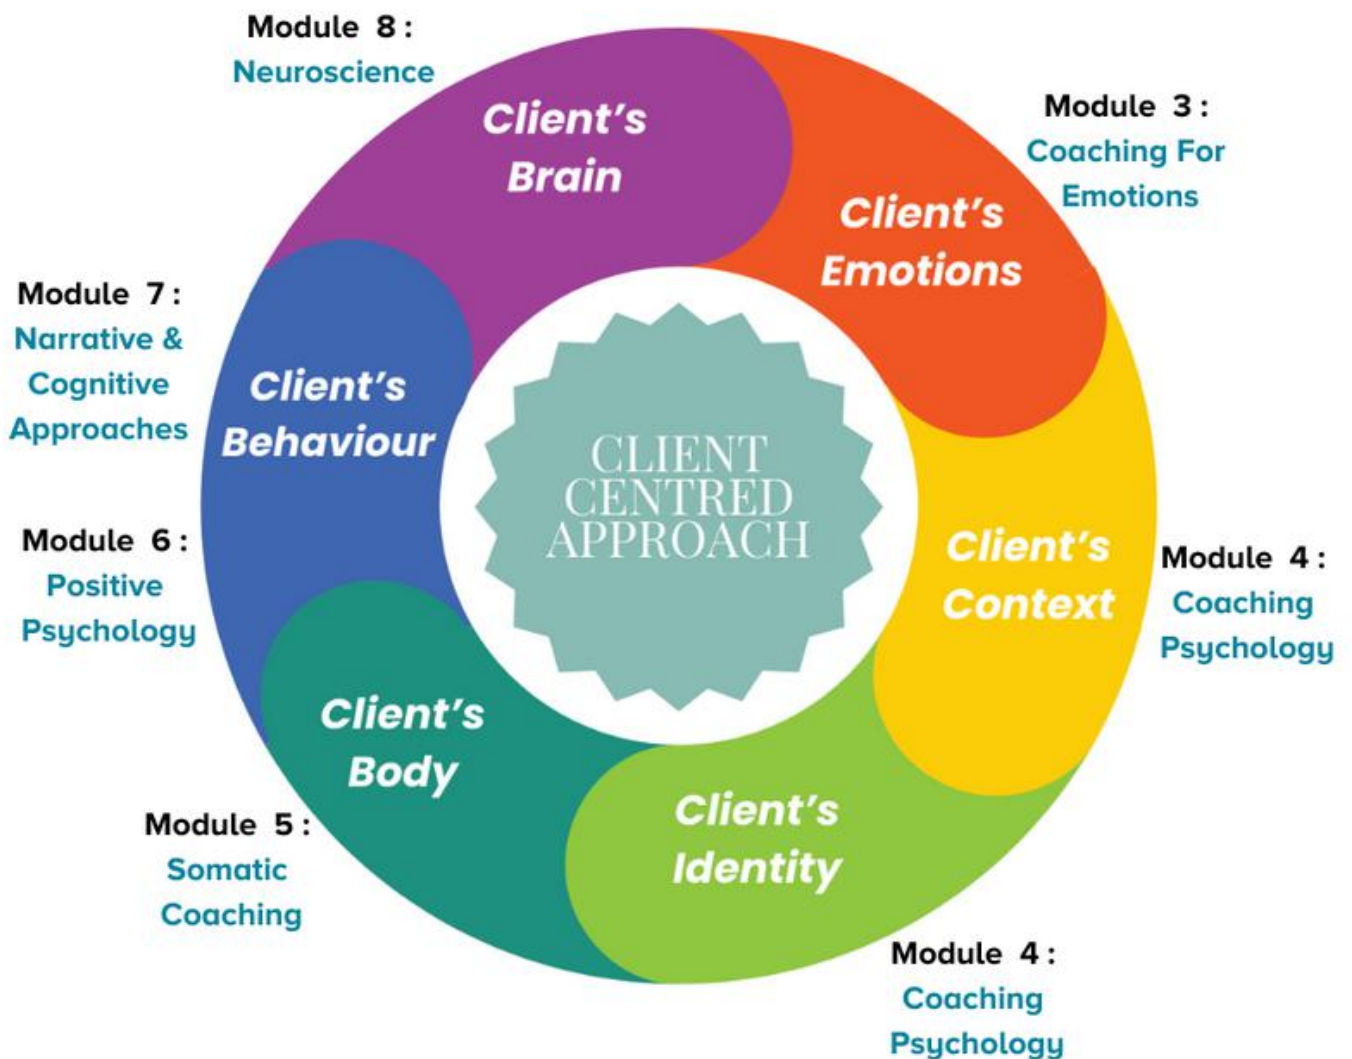 Module 8 :
Neuroscience
Client's
Brain
Module 3 :
Coaching For
Emotions
Client's
Emotions
Module 7 :
Narrative &
Cognitive
Approaches
Client's
Behaviour
CLIENT
CENTRED
APPROACH
Client's
Context
Module 4 :
Coaching
Psychology
Module 6 :
Positive
Psychology
Client's
Body
Module 5 :
Somatic
Coaching
Client's
Identity
Module 4 :
Coaching
Psychology